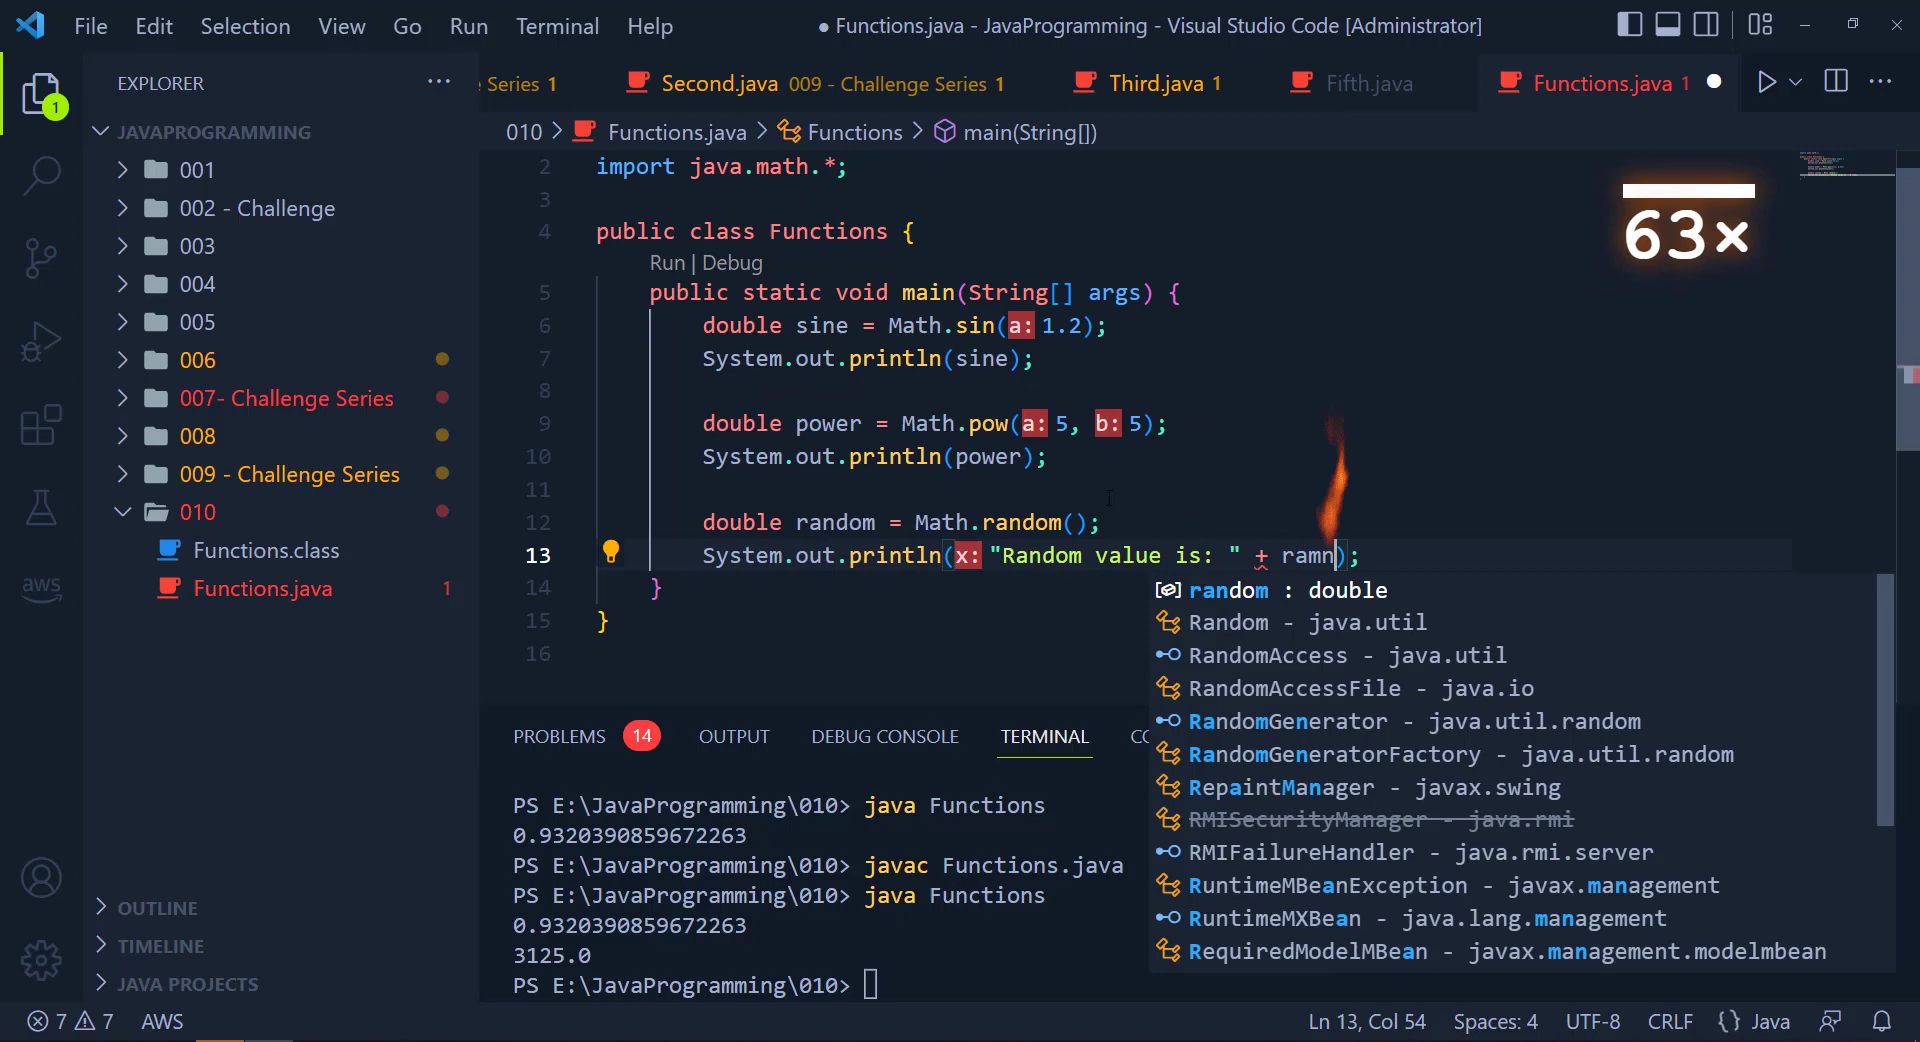 File Edit Selection View Go Run Terminal Help ● Functions.java - JavaProgramming - Visual Studio Code [Administrator]
EXPLORER ···
e Series 1 Second.java 009 - Challenge Series 1 Third.java 1 Fifth.java Functions.java 1
1
JAVAPROGRAMMING
001
002 - Challenge
003
004
005
006
007- Challenge Series
008
009 - Challenge Series
010
Functions.class
Functions.java 1
aws
OUTLINE
TIMELINE
JAVA PROJECTS
010 > Functions.java > Functions > main(String[])
2 import java.math.*;
3
4 public class Functions {
Run | Debug
5 public static void main(String[] args) {
6 double sine = Math.sin(a: 1.2);
7 System.out.println(sine);
8
9 double power = Math.pow(a: 5, b: 5);
10 System.out.println(power);
11
12 double random = Math.random();
13 System.out.println(x: "Random value is: " + ramn);
14 }
15 }
16
63×
random : double
Random - java.util
RandomAccess - java.util
RandomAccessFile - java.io
RandomGenerator - java.util.random
RandomGeneratorFactory - java.util.random
RepaintManager - javax.swing
RMISecurityManager - java.rmi
RMIFailureHandler - java.rmi.server
RuntimeMBeanException - javax.management
RuntimeMXBean - java.lang.management
RequiredModelMBean - javax.management.modelmbean
PROBLEMS 14 OUTPUT DEBUG CONSOLE TERMINAL CO
PS E:\JavaProgramming\010> java Functions
0.9320390859672263
PS E:\JavaProgramming\010> javac Functions.java
PS E:\JavaProgramming\010> java Functions
0.9320390859672263
3125.0
PS E:\JavaProgramming\010>
7 7 AWS Ln 13, Col 54 Spaces: 4 UTF-8 CRLF {} Java